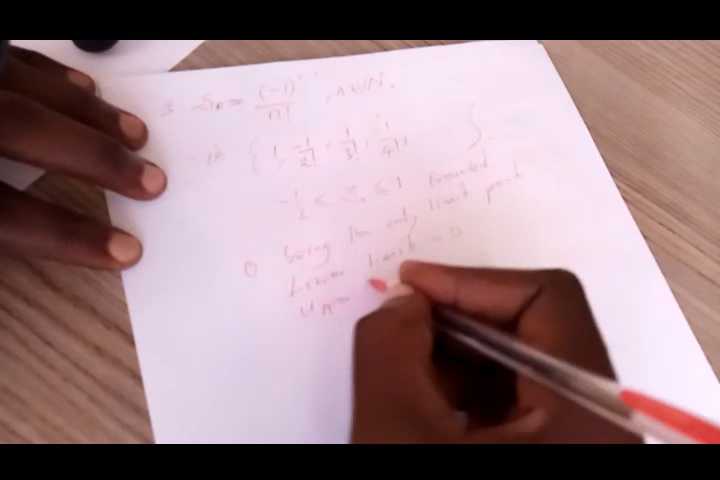 3. Sn = (-1)^(n-1) / n! , n ∈ N.
{ 1, -1/2!, 1/3!, 1/4!, }.
-1/2 ≤ Sn ≤ 1 Bounded
0 being the only limit point
Lower limit = 0